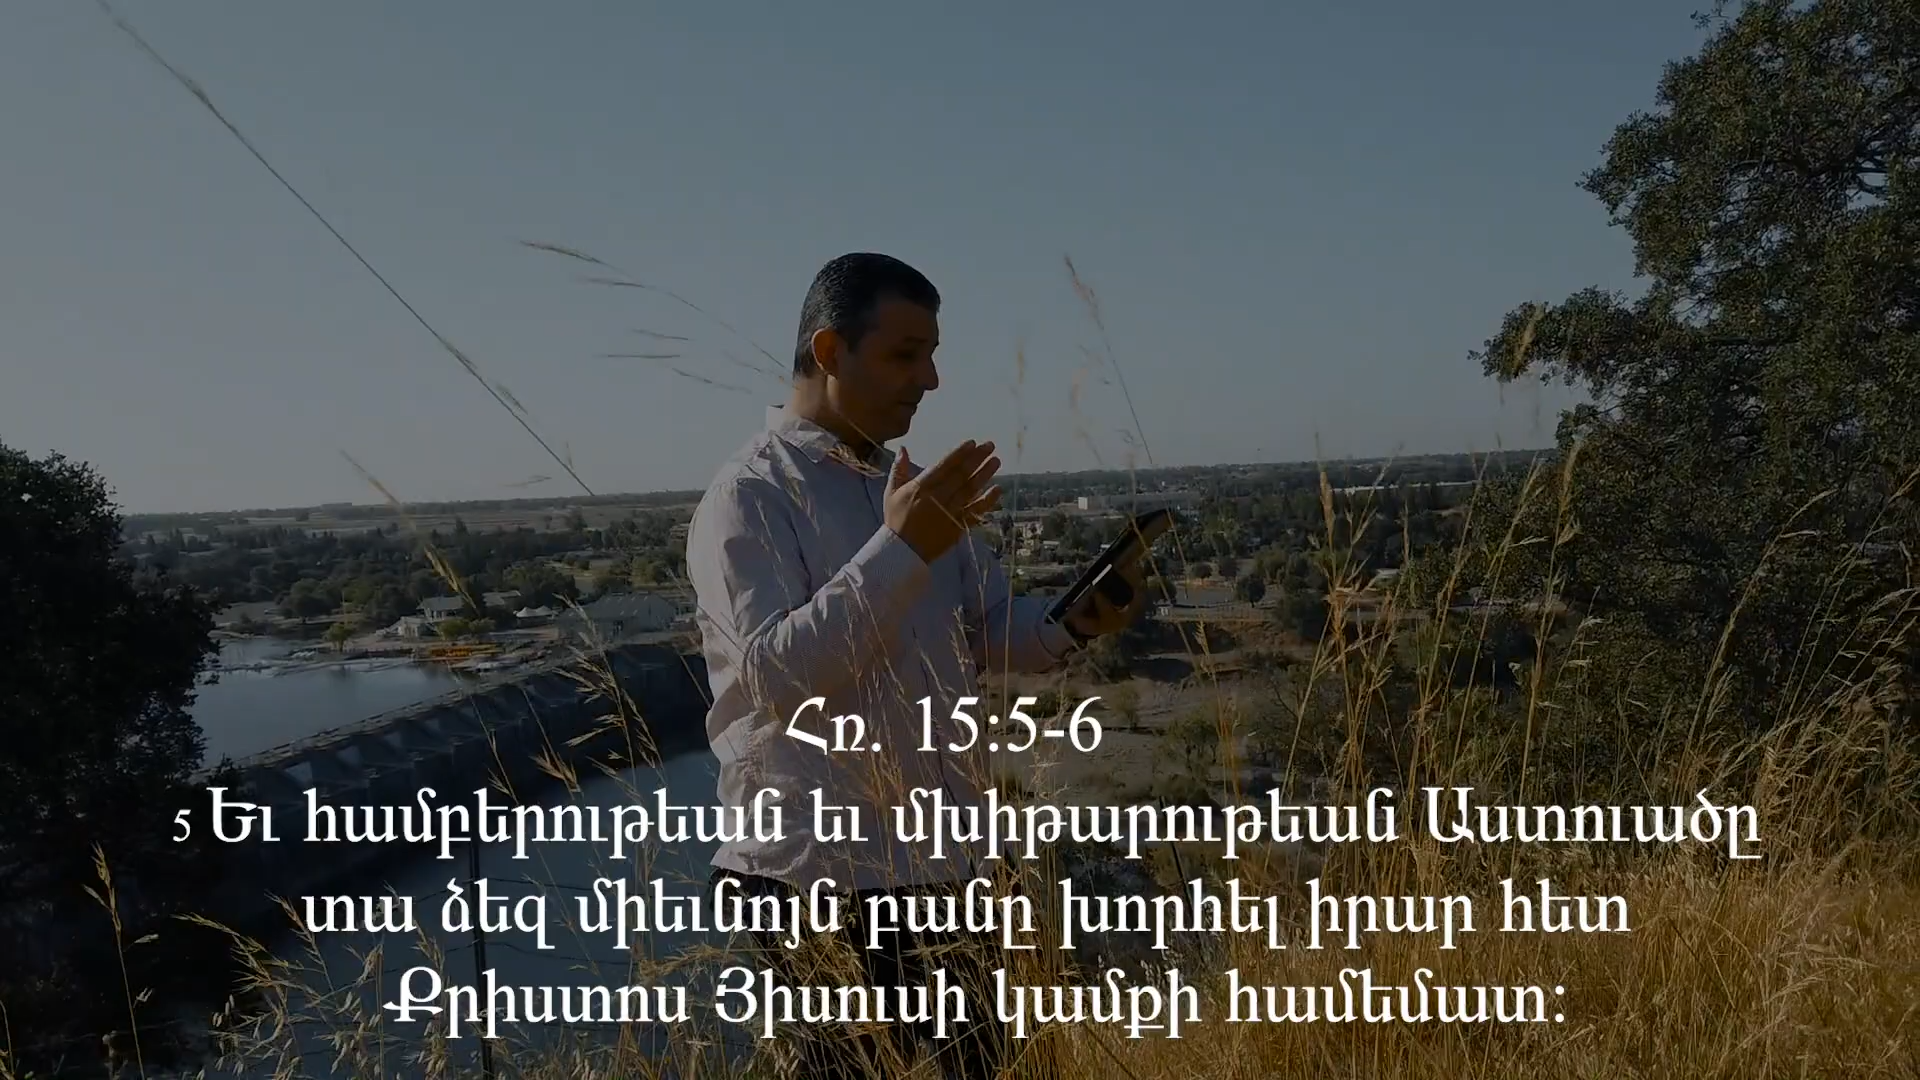 Հռ. 15:5-6
5 Եւ համբերութեան եւ մխիթարութեան Աստուածը
տա ձեզ միեւնոյն բանը խորհել իրար հետ
Քրիստոս Յիսուսի կամքի համեմատ: